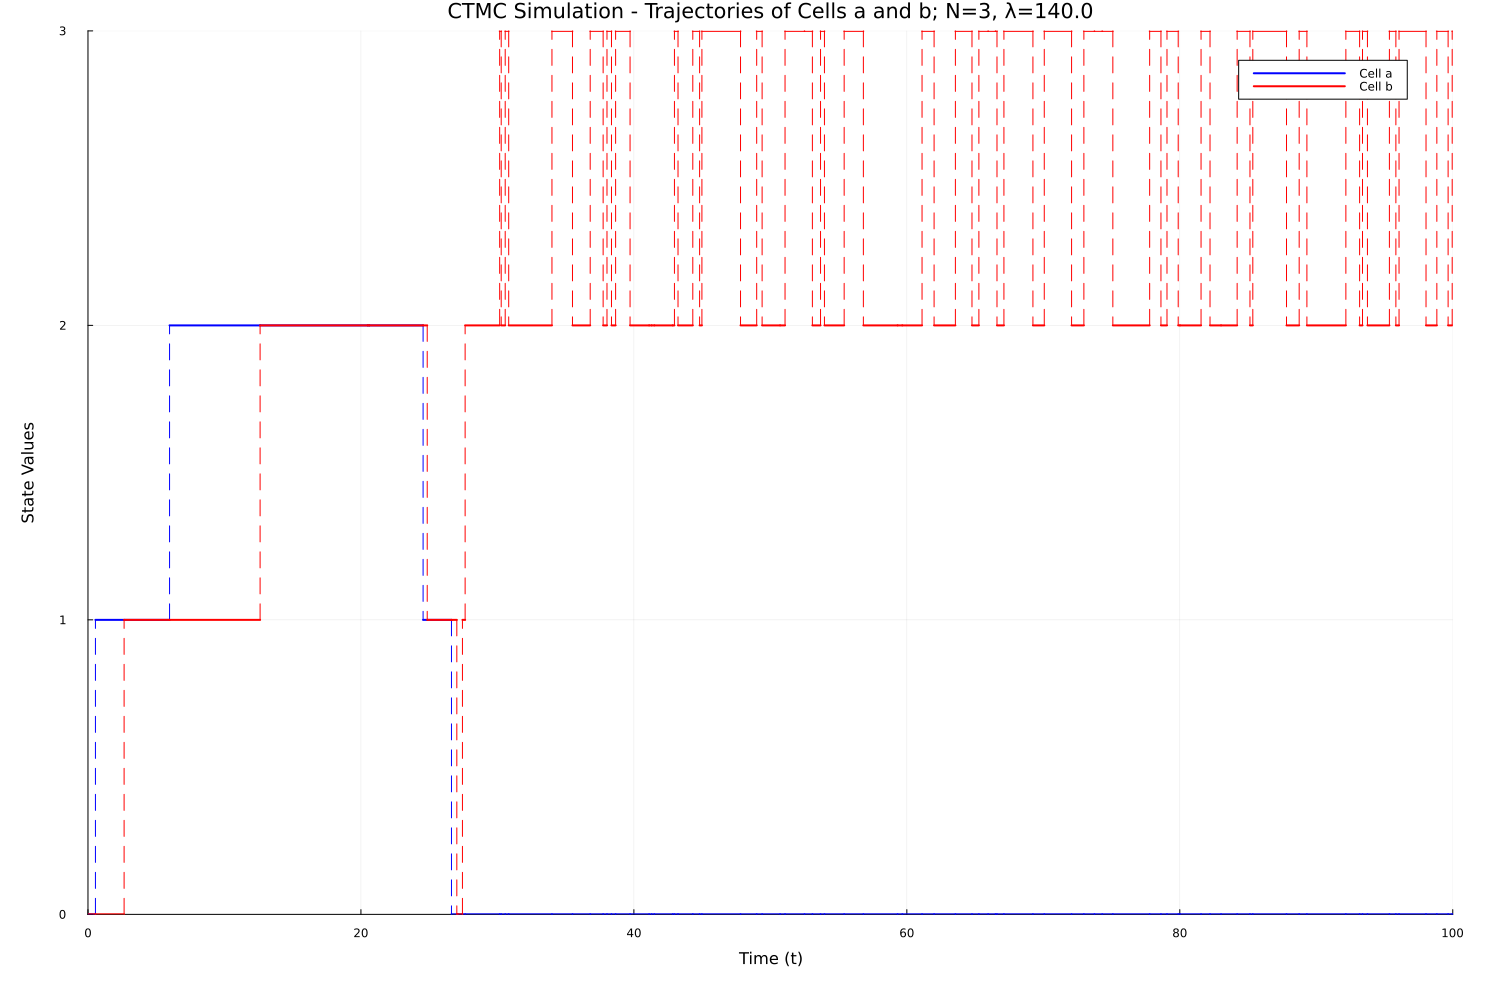 CTMC Simulation - Trajectories of Cells a and b; N=3, λ=140.0
3
Cell a
Cell b
2
State Values
1
0
0 20 40 60 80 100
Time (t)